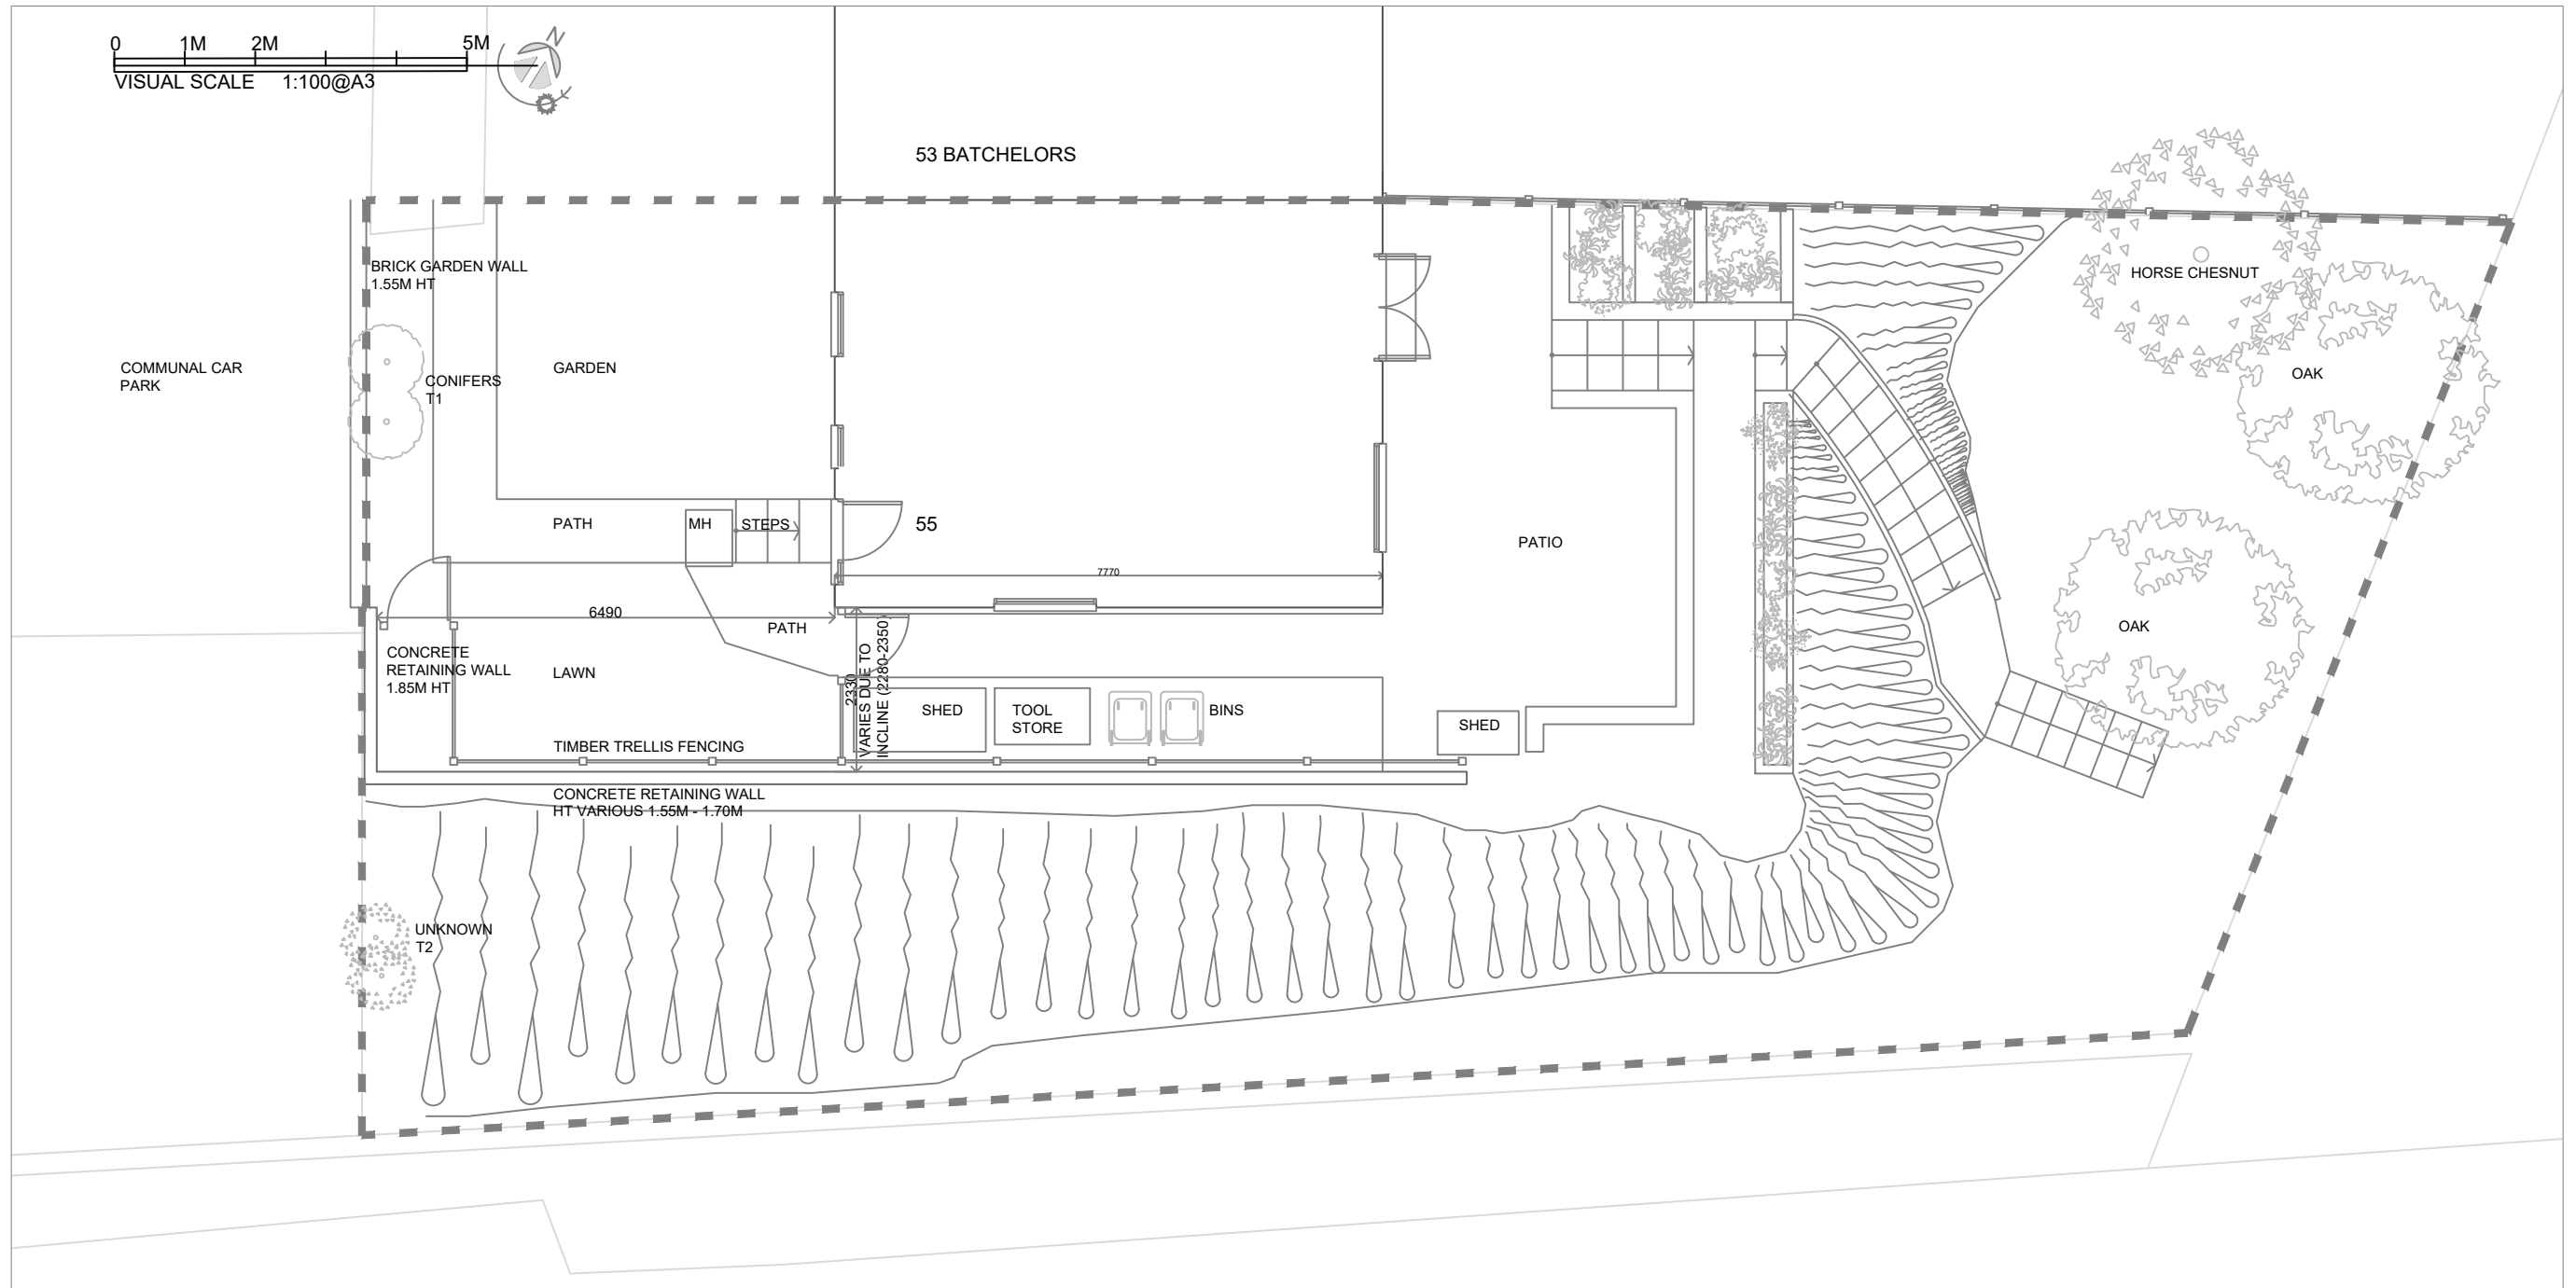 0 1M 2M 5M
N
VISUAL SCALE 1:100@A3
53 BATCHELORS
BRICK GARDEN WALL
1.55M HT
HORSE CHESNUT
COMMUNAL CAR
PARK
CONIFERS
T1
GARDEN
OAK
PATH
MH
STEPS
55
PATIO
7770
6490
PATH
OAK
CONCRETE
RETAINING WALL
1.85M HT
LAWN
2330
VARIES DUE TO
INCLINE (2280-2350)
SHED
TOOL
STORE
BINS
SHED
TIMBER TRELLIS FENCING
CONCRETE RETAINING WALL
HT VARIOUS 1.55M - 1.70M
UNKNOWN
T2